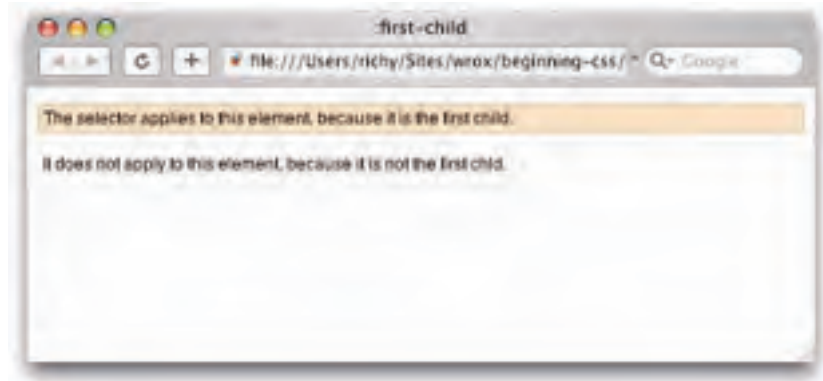 :first-child
file:///Users/richy/Sites/wrox/beginning-css/
Google
The selector applies to this element, because it is the first child.
It does not apply to this element, because it is not the first chld.